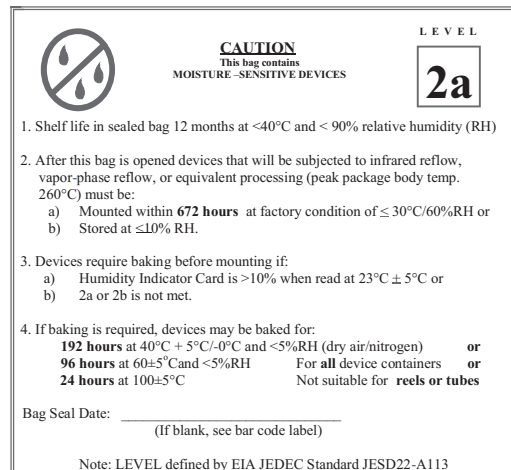 LEVEL
CAUTION
This bag contains
MOISTURE –SENSITIVE DEVICES
2a
1. Shelf life in sealed bag 12 months at <40°C and < 90% relative humidity (RH)
2. After this bag is opened devices that will be subjected to infrared reflow,
vapor-phase reflow, or equivalent processing (peak package body temp.
260°C) must be:
a) Mounted within 672 hours at factory condition of ≤ 30°C/60%RH or
b) Stored at ≤10% RH.
3. Devices require baking before mounting if:
a) Humidity Indicator Card is >10% when read at 23°C ± 5°C or
b) 2a or 2b is not met.
4. If baking is required, devices may be baked for:
192 hours at 40°C + 5°C/-0°C and <5%RH (dry air/nitrogen) or
96 hours at 60±5°Cand <5%RH For all device containers or
24 hours at 100±5°C Not suitable for reels or tubes
Bag Seal Date: ______________________________
(If blank, see bar code label)
Note: LEVEL defined by EIA JEDEC Standard JESD22-A113